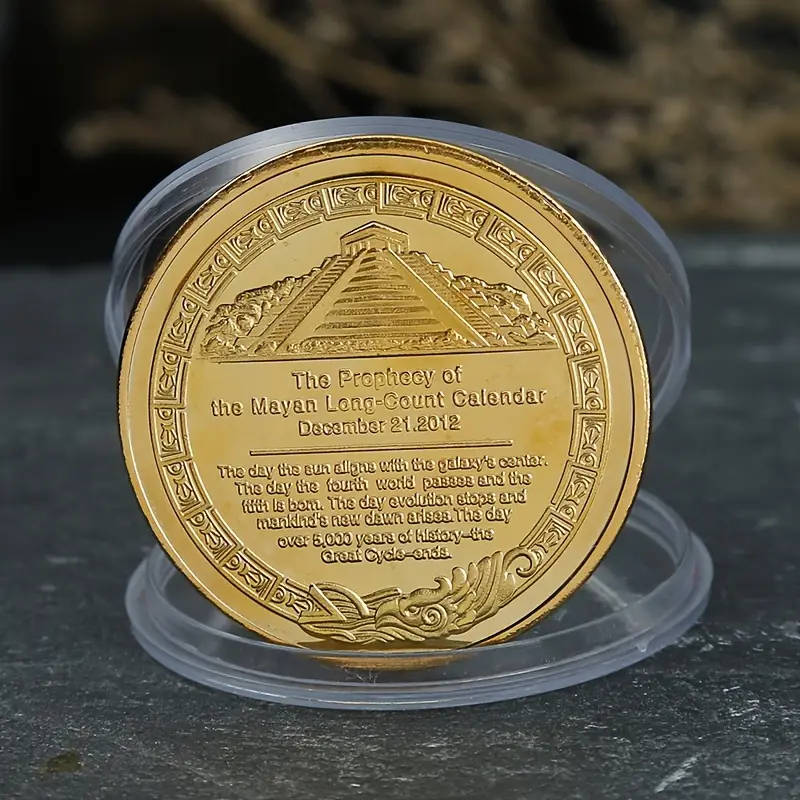 The Prophecy of
the Mayan Long-Count Calendar
December 21.2012
The day the sun aligns with the galaxy's center.
The day the fourth world passes and the
fifth is born. The day evolution stops and
mankind's new dawn arises.The day
over 5,000 years of history–the
Great Cycle–ends.